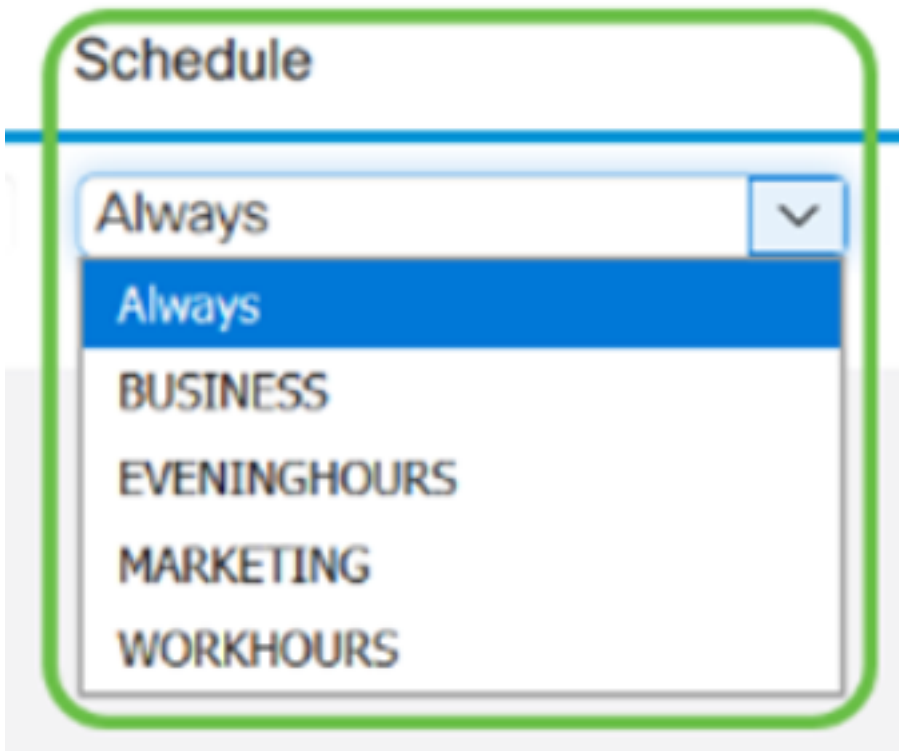 Schedule
Always
Always
BUSINESS
EVENINGHOURS
MARKETING
WORKHOURS